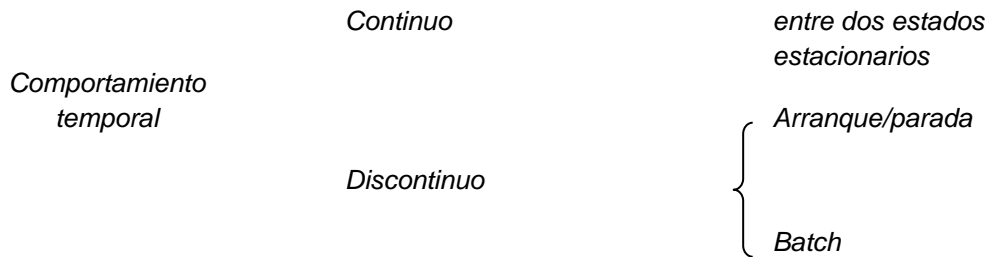 Continuo
entre dos estados
estacionarios
Comportamiento
temporal
Arranque/parada
Discontinuo
Batch